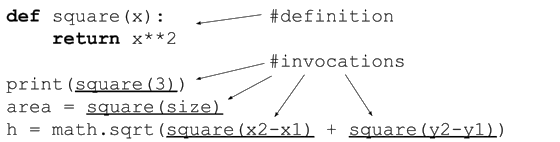 def square(x): #definition
    return x**2
#invocations
print(square(3))
area = square(size)
h = math.sqrt(square(x2-x1) + square(y2-y1))